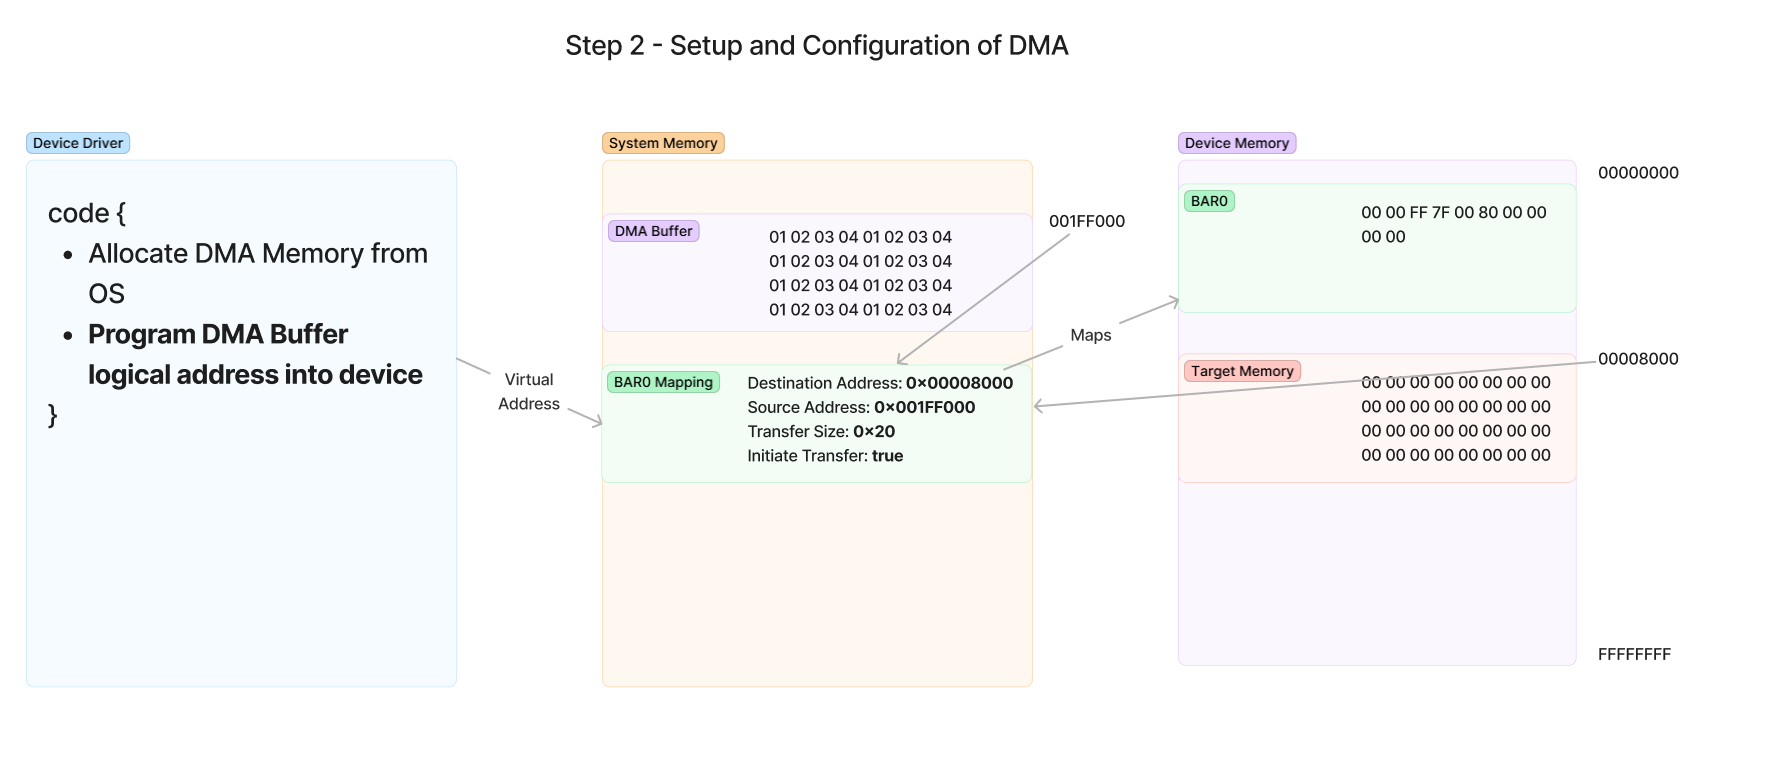 Step 2 - Setup and Configuration of DMA
Device Driver
code {
• Allocate DMA Memory from
OS
• Program DMA Buffer
logical address into device
}
Virtual
Address
System Memory
DMA Buffer
01 02 03 04 01 02 03 04
01 02 03 04 01 02 03 04
01 02 03 04 01 02 03 04
01 02 03 04 01 02 03 04
001FF000
BAR0 Mapping
Destination Address: 0×00008000
Source Address: 0×001FF000
Transfer Size: 0×20
Initiate Transfer: true
Maps
Device Memory
00000000
BAR0
00 00 FF 7F 00 80 00 00
00 00
00008000
Target Memory
00 00 00 00 00 00 00 00
00 00 00 00 00 00 00 00
00 00 00 00 00 00 00 00
00 00 00 00 00 00 00 00
FFFFFFFF